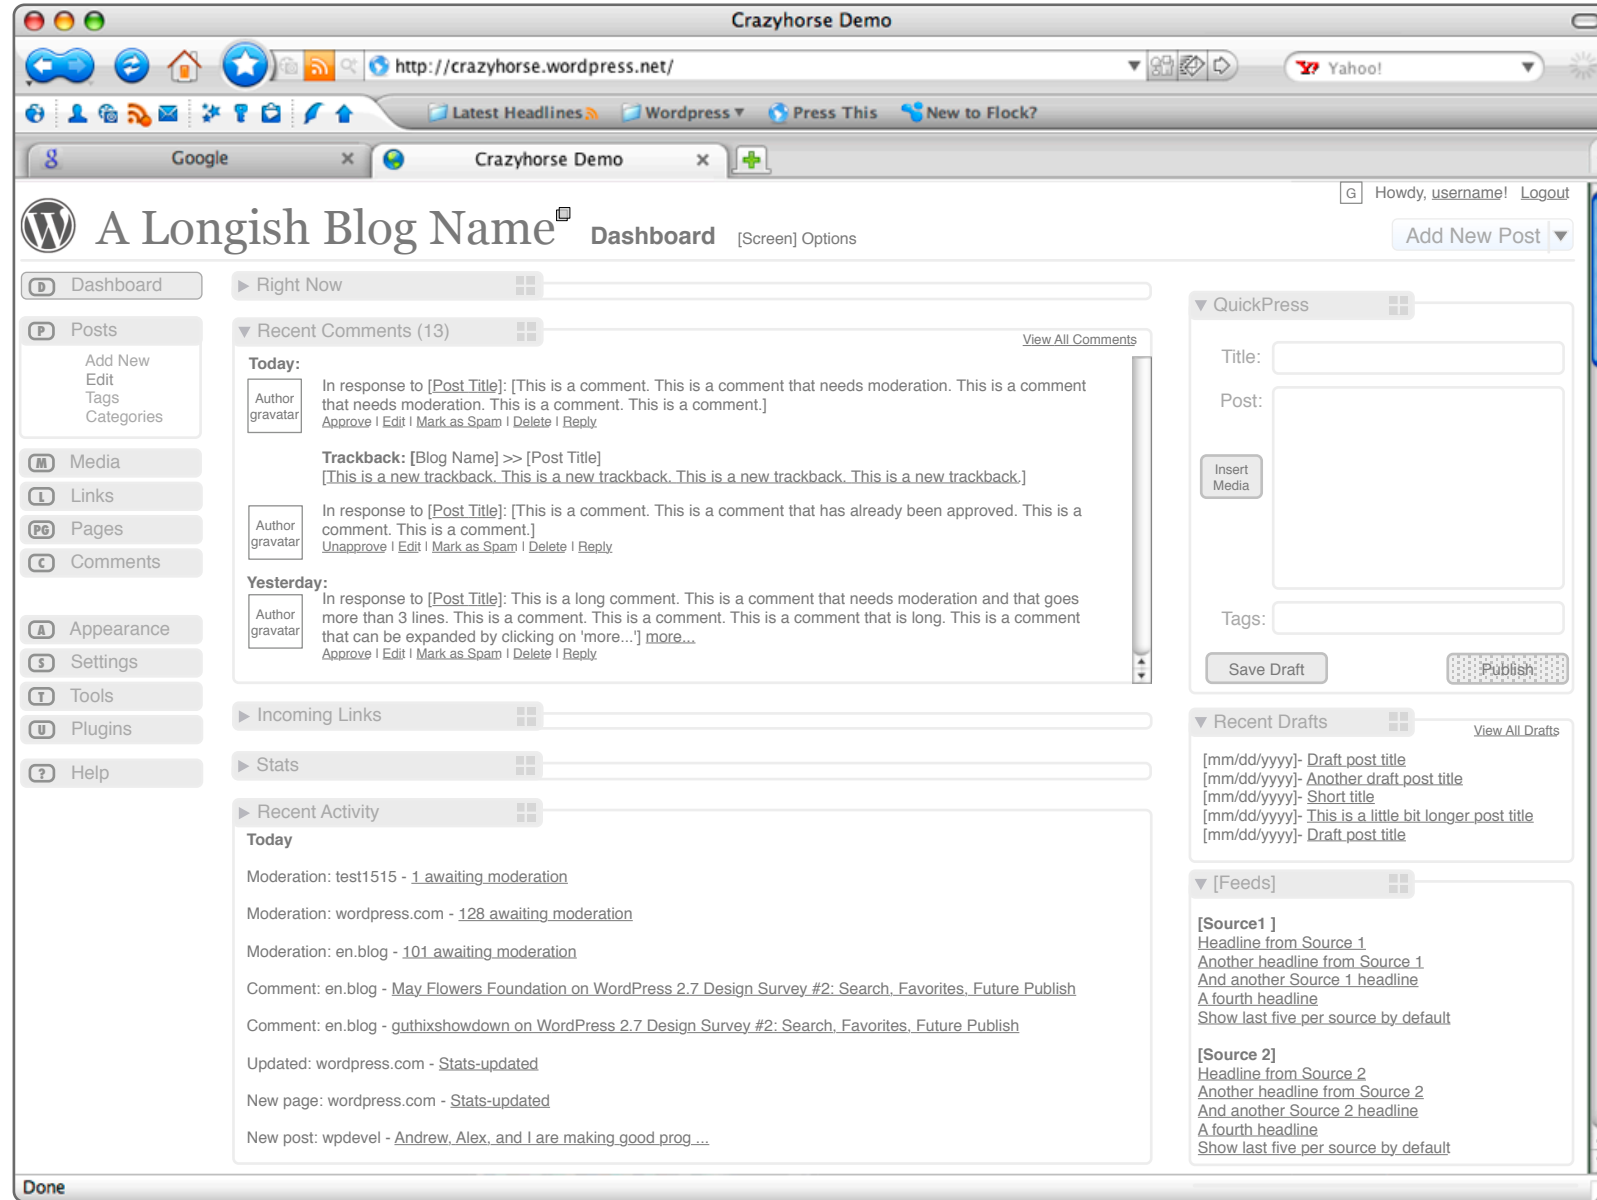 Crazyhorse Demo
http://crazyhorse.wordpress.net/
Yahoo!
Latest Headlines
Wordpress
Press This
New to Flock?
Google
Crazyhorse Demo
G Howdy, username! Logout
A Longish Blog Name
Dashboard
[Screen] Options
Add New Post
D Dashboard
P Posts
Add New
Edit
Tags
Categories
M Media
L Links
PG Pages
C Comments
A Appearance
S Settings
T Tools
U Plugins
? Help
Right Now
Recent Comments (13)
View All Comments
Today:
Author
gravatar
In response to [Post Title]: [This is a comment. This is a comment that needs moderation. This is a comment
that needs moderation. This is a comment. This is a comment.]
Approve | Edit | Mark as Spam | Delete | Reply
Trackback: [Blog Name] >> [Post Title]
[This is a new trackback. This is a new trackback. This is a new trackback. This is a new trackback.]
Author
gravatar
In response to [Post Title]: [This is a comment. This is a comment that has already been approved. This is a
comment. This is a comment.]
Unapprove | Edit | Mark as Spam | Delete | Reply
Yesterday:
Author
gravatar
In response to [Post Title]: This is a long comment. This is a comment that needs moderation and that goes
more than 3 lines. This is a comment. This is a comment. This is a comment that is long. This is a comment
that can be expanded by clicking on 'more...'] more...
Approve | Edit | Mark as Spam | Delete | Reply
Incoming Links
Stats
Recent Activity
Today
Moderation: test1515 - 1 awaiting moderation
Moderation: wordpress.com - 128 awaiting moderation
Moderation: en.blog - 101 awaiting moderation
Comment: en.blog - May Flowers Foundation on WordPress 2.7 Design Survey #2: Search, Favorites, Future Publish
Comment: en.blog - guthixshowdown on WordPress 2.7 Design Survey #2: Search, Favorites, Future Publish
Updated: wordpress.com - Stats-updated
New page: wordpress.com - Stats-updated
New post: wpdevel - Andrew, Alex, and I are making good prog ...
QuickPress
Title:
Post:
Insert
Media
Tags:
Save Draft
Publish
Recent Drafts
View All Drafts
[mm/dd/yyyy]- Draft post title
[mm/dd/yyyy]- Another draft post title
[mm/dd/yyyy]- Short title
[mm/dd/yyyy]- This is a little bit longer post title
[mm/dd/yyyy]- Draft post title
[Feeds]
[Source1 ]
Headline from Source 1
Another headline from Source 1
And another Source 1 headline
A fourth headline
Show last five per source by default
[Source 2]
Headline from Source 2
Another headline from Source 2
And another Source 2 headline
A fourth headline
Show last five per source by default
Done